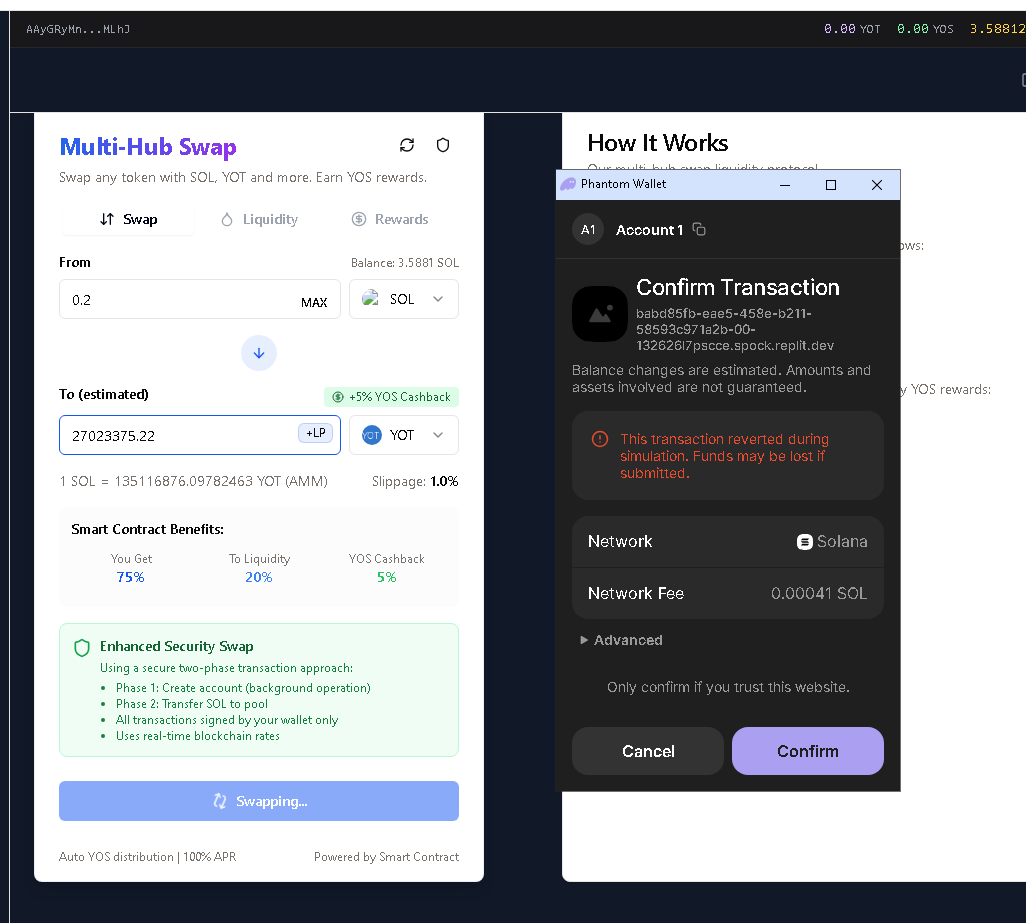 AAyGRyMn...MLhJ
0.00 YOT 0.00 YOS 3.58812
Multi-Hub Swap
Swap any token with SOL, YOT and more. Earn YOS rewards.
Swap Liquidity Rewards
From Balance: 3.5881 SOL
0.2 MAX SOL
To (estimated) +5% YOS Cashback
27023375.22 +LP YOT YOT
1 SOL = 135116876.09782463 YOT (AMM) Slippage: 1.0%
Smart Contract Benefits:
You Get To Liquidity YOS Cashback
75% 20% 5%
Enhanced Security Swap
Using a secure two-phase transaction approach:
• Phase 1: Create account (background operation)
• Phase 2: Transfer SOL to pool
• All transactions signed by your wallet only
• Uses real-time blockchain rates
Swapping...
Auto YOS distribution | 100% APR Powered by Smart Contract
How It Works
Our multi-hub swap liquidity protocol
ows:
y YOS rewards:
Phantom Wallet
A1 Account 1
Confirm Transaction
babd85fb-eae5-458e-b211-
58593c971a2b-00-
132626l7pscce.spock.replit.dev
Balance changes are estimated. Amounts and
assets involved are not guaranteed.
This transaction reverted during
simulation. Funds may be lost if
submitted.
Network Solana
Network Fee 0.00041 SOL
Advanced
Only confirm if you trust this website.
Cancel Confirm